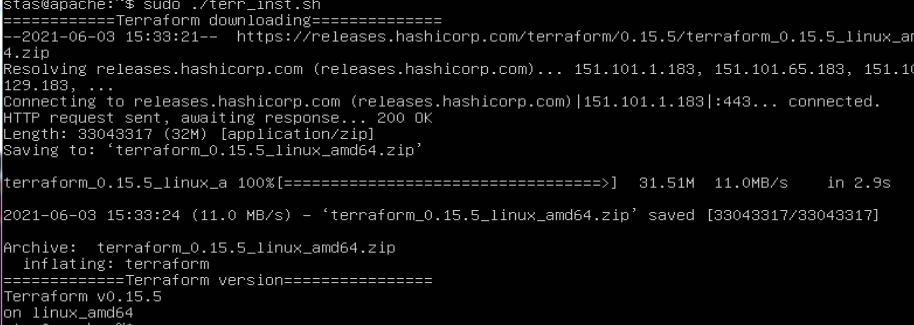 stas@apache:~$ sudo ./terr_inst.sh
============Terraform downloading==============
--2021-06-03 15:33:21--  https://releases.hashicorp.com/terraform/0.15.5/terraform_0.15.5_linux_am
4.zip
Resolving releases.hashicorp.com (releases.hashicorp.com)... 151.101.1.183, 151.101.65.183, 151.10
129.183, ...
Connecting to releases.hashicorp.com (releases.hashicorp.com)|151.101.1.183|:443... connected.
HTTP request sent, awaiting response... 200 OK
Length: 33043317 (32M) [application/zip]
Saving to: ‘terraform_0.15.5_linux_amd64.zip’
terraform_0.15.5_linux_a 100%[===================================>]  31.51M  11.0MB/s    in 2.9s
2021-06-03 15:33:24 (11.0 MB/s) - ‘terraform_0.15.5_linux_amd64.zip’ saved [33043317/33043317]
Archive:  terraform_0.15.5_linux_amd64.zip
  inflating: terraform
=============Terraform version================
Terraform v0.15.5
on linux_amd64